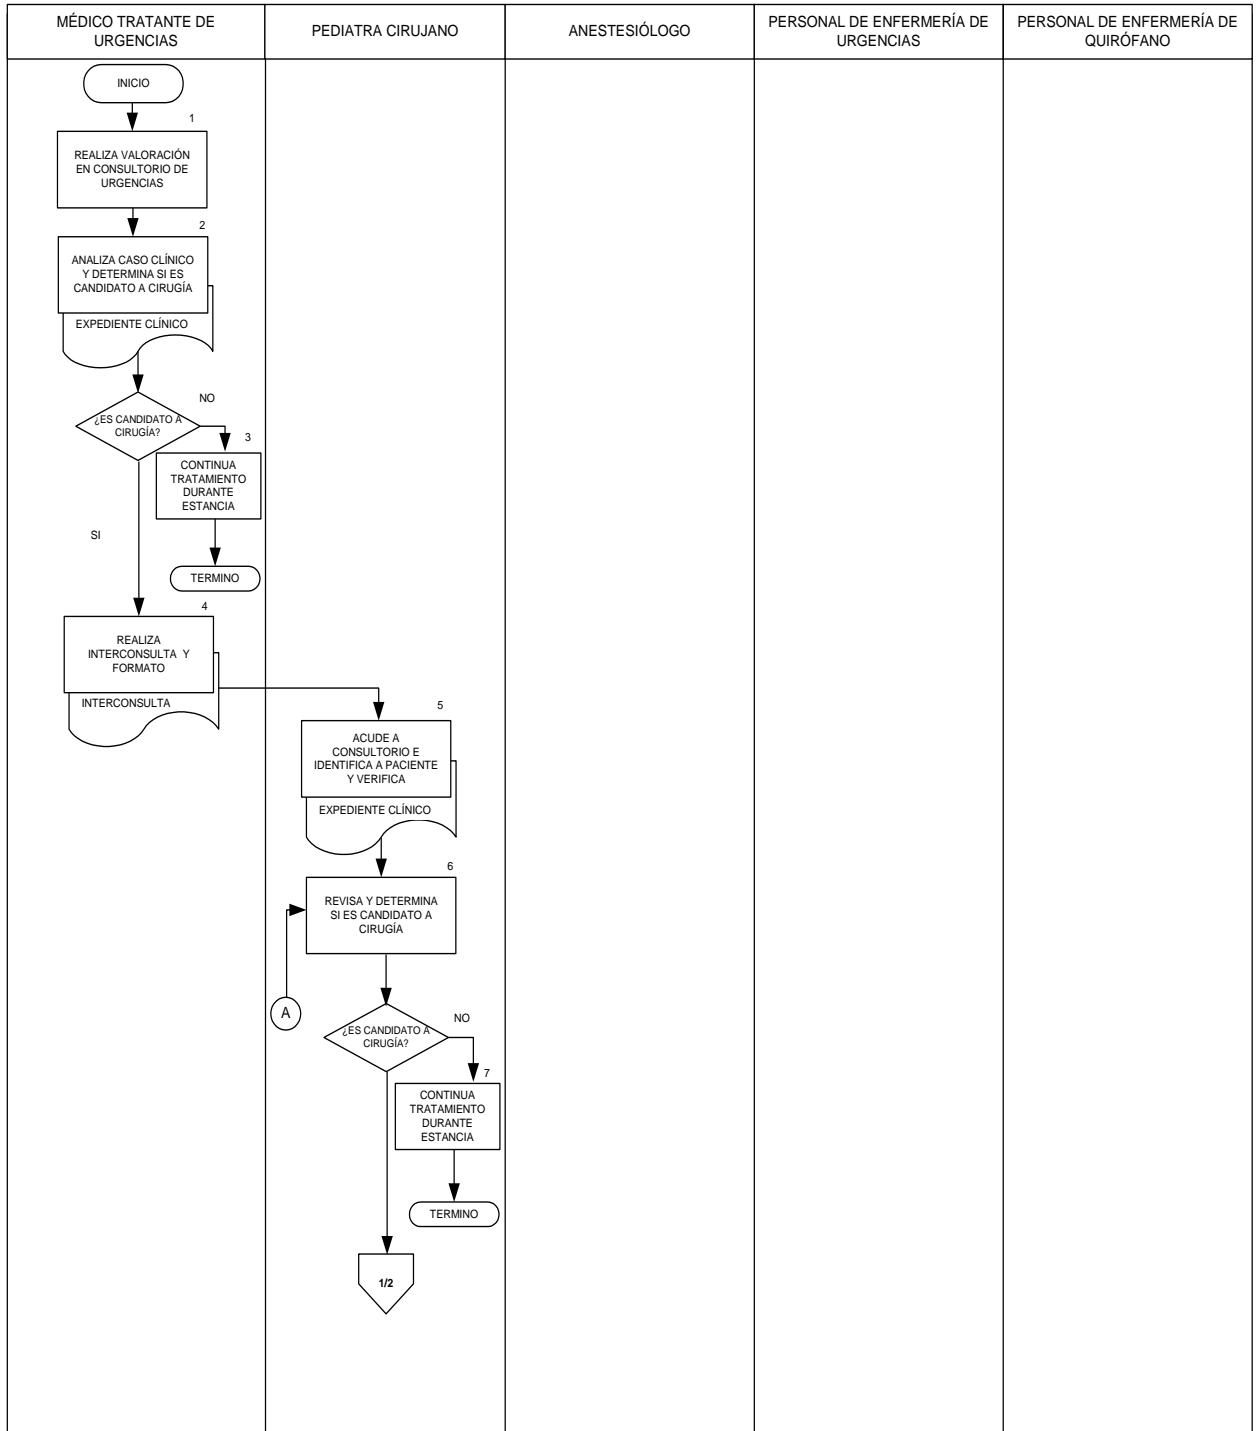 MÉDICO TRATANTE DE
URGENCIAS
PEDIATRA CIRUJANO
ANESTESIÓLOGO
PERSONAL DE ENFERMERÍA DE
URGENCIAS
PERSONAL DE ENFERMERÍA DE
QUIRÓFANO
INICIO
1
REALIZA VALORACIÓN
EN CONSULTORIO DE
URGENCIAS
2
ANALIZA CASO CLÍNICO
Y DETERMINA SI ES
CANDIDATO A CIRUGÍA
EXPEDIENTE CLÍNICO
¿ES CANDIDATO A
CIRUGÍA?
NO
3
CONTINUA
TRATAMIENTO
DURANTE
ESTANCIA
SI
TERMINO
4
REALIZA
INTERCONSULTA Y
FORMATO
INTERCONSULTA
5
ACUDE A
CONSULTORIO E
IDENTIFICA A PACIENTE
Y VERIFICA
EXPEDIENTE CLÍNICO
6
REVISA Y DETERMINA
SI ES CANDIDATO A
CIRUGÍA
A
¿ES CANDIDATO A
CIRUGÍA?
NO
7
CONTINUA
TRATAMIENTO
DURANTE
ESTANCIA
TERMINO
1/2